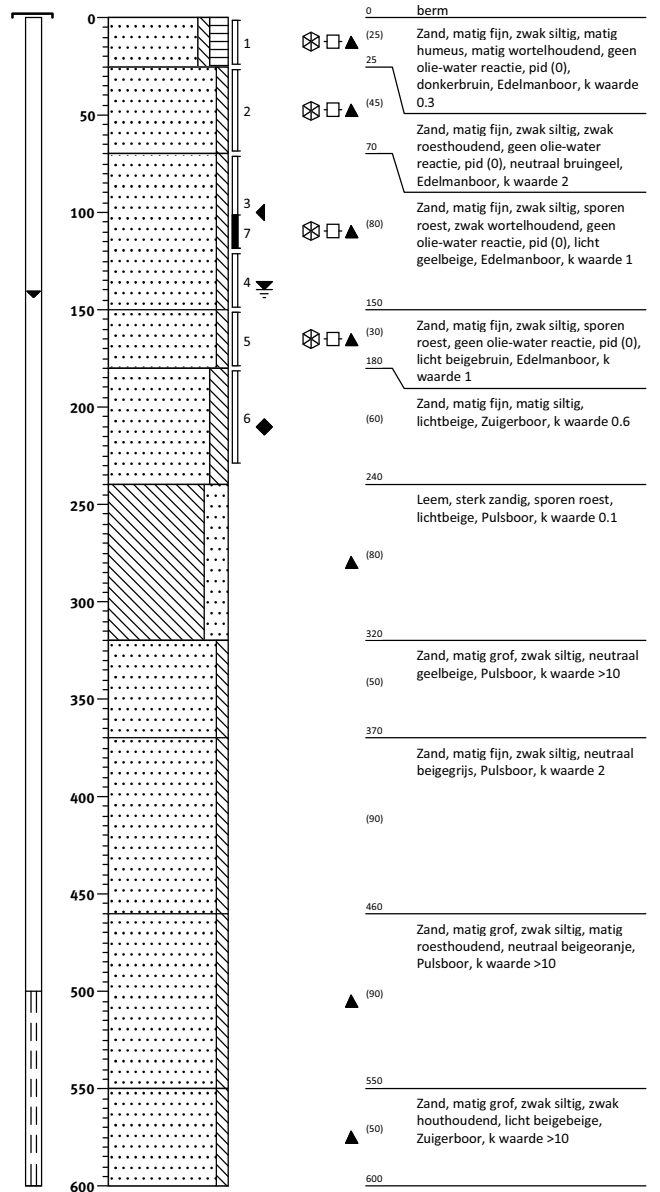 0
50
100
150
200
250
300
350
400
450
500
550
600
1
2
3
7
4
5
6
0
berm
(25)
Zand, matig fijn, zwak siltig, matig
humeus, matig wortelhoudend, geen
olie-water reactie, pid (0),
donkerbruin, Edelmanboor, k waarde
0.3
25
(45)
Zand, matig fijn, zwak siltig, zwak
roesthoudend, geen olie-water
reactie, pid (0), neutraal bruingeel,
Edelmanboor, k waarde 2
70
(80)
Zand, matig fijn, zwak siltig, sporen
roest, zwak wortelhoudend, geen
olie-water reactie, pid (0), licht
geelbeige, Edelmanboor, k waarde 1
150
(30)
Zand, matig fijn, zwak siltig, sporen
roest, geen olie-water reactie, pid (0),
licht beigebruin, Edelmanboor, k
waarde 1
180
(60)
Zand, matig fijn, matig siltig,
lichtbeige, Zuigerboor, k waarde 0.6
240
Leem, sterk zandig, sporen roest,
lichtbeige, Pulsboor, k waarde 0.1
(80)
320
Zand, matig grof, zwak siltig, neutraal
geelbeige, Pulsboor, k waarde >10
(50)
370
Zand, matig fijn, zwak siltig, neutraal
beigegrijs, Pulsboor, k waarde 2
(90)
460
Zand, matig grof, zwak siltig, matig
roesthoudend, neutraal beigeoranje,
Pulsboor, k waarde >10
(90)
550
Zand, matig grof, zwak siltig, zwak
houthoudend, licht beigebeige,
Zuigerboor, k waarde >10
(50)
600